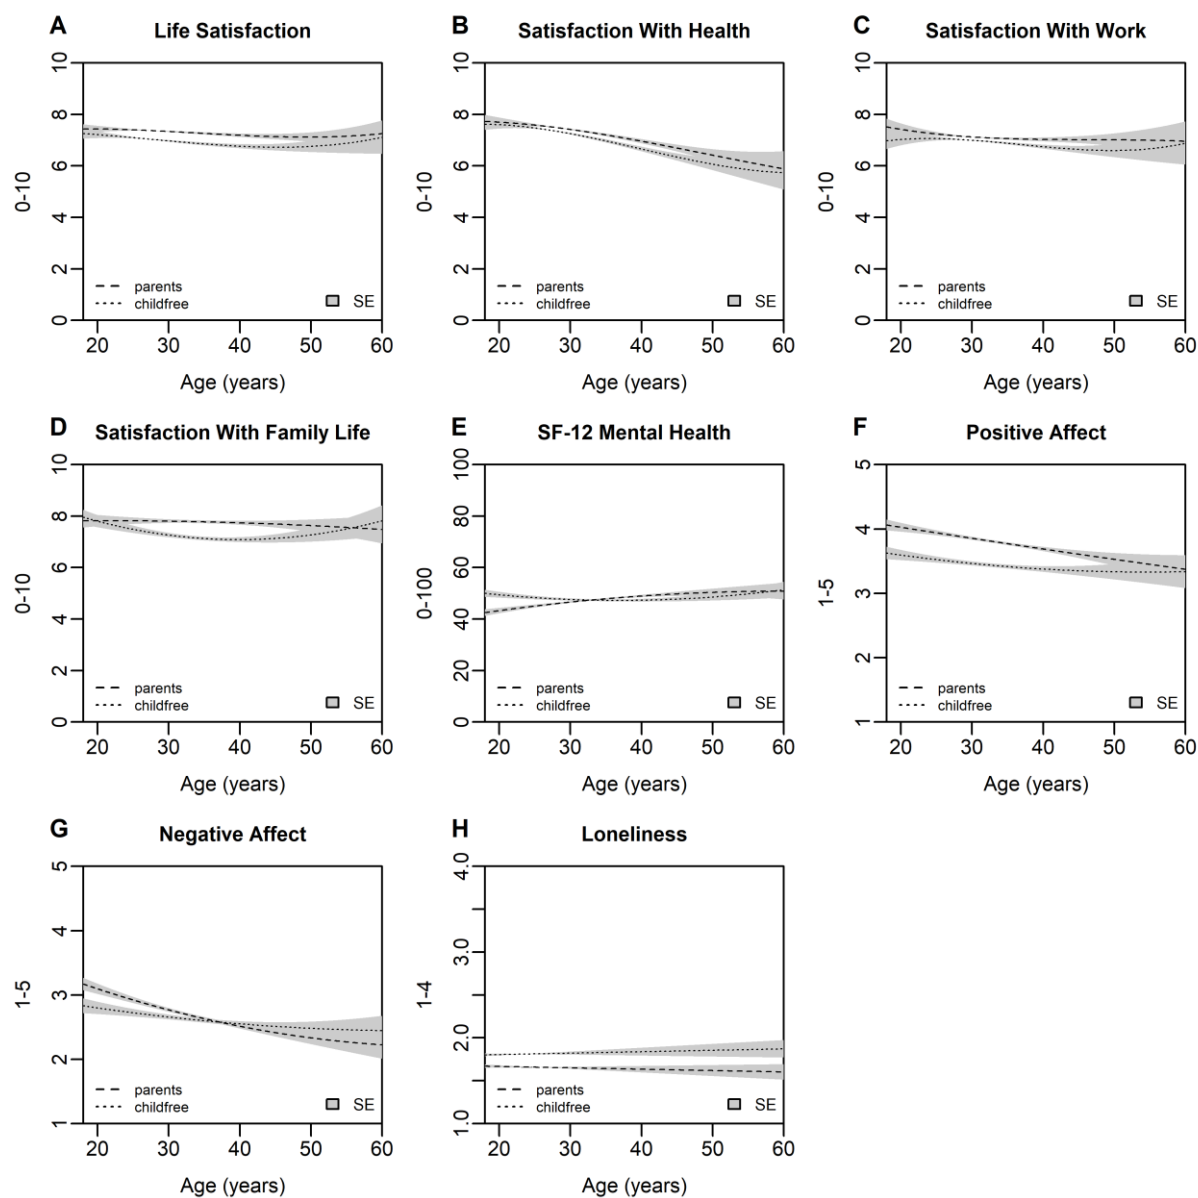 A Life Satisfaction
10
8
6
4
2
0
0-10
parents
childfree
SE
20 30 40 50 60
Age (years)
B Satisfaction With Health
10
8
6
4
2
0
0-10
parents
childfree
SE
20 30 40 50 60
Age (years)
C Satisfaction With Work
10
8
6
4
2
0
0-10
parents
childfree
SE
20 30 40 50 60
Age (years)
D Satisfaction With Family Life
10
8
6
4
2
0
0-10
parents
childfree
SE
20 30 40 50 60
Age (years)
E SF-12 Mental Health
100
80
60
40
20
0
0-100
parents
childfree
SE
20 30 40 50 60
Age (years)
F Positive Affect
5
4
3
2
1
1-5
parents
childfree
SE
20 30 40 50 60
Age (years)
G Negative Affect
5
4
3
2
1
1-5
parents
childfree
SE
20 30 40 50 60
Age (years)
H Loneliness
4.0
3.0
2.0
1.0
1-4
parents
childfree
SE
20 30 40 50 60
Age (years)